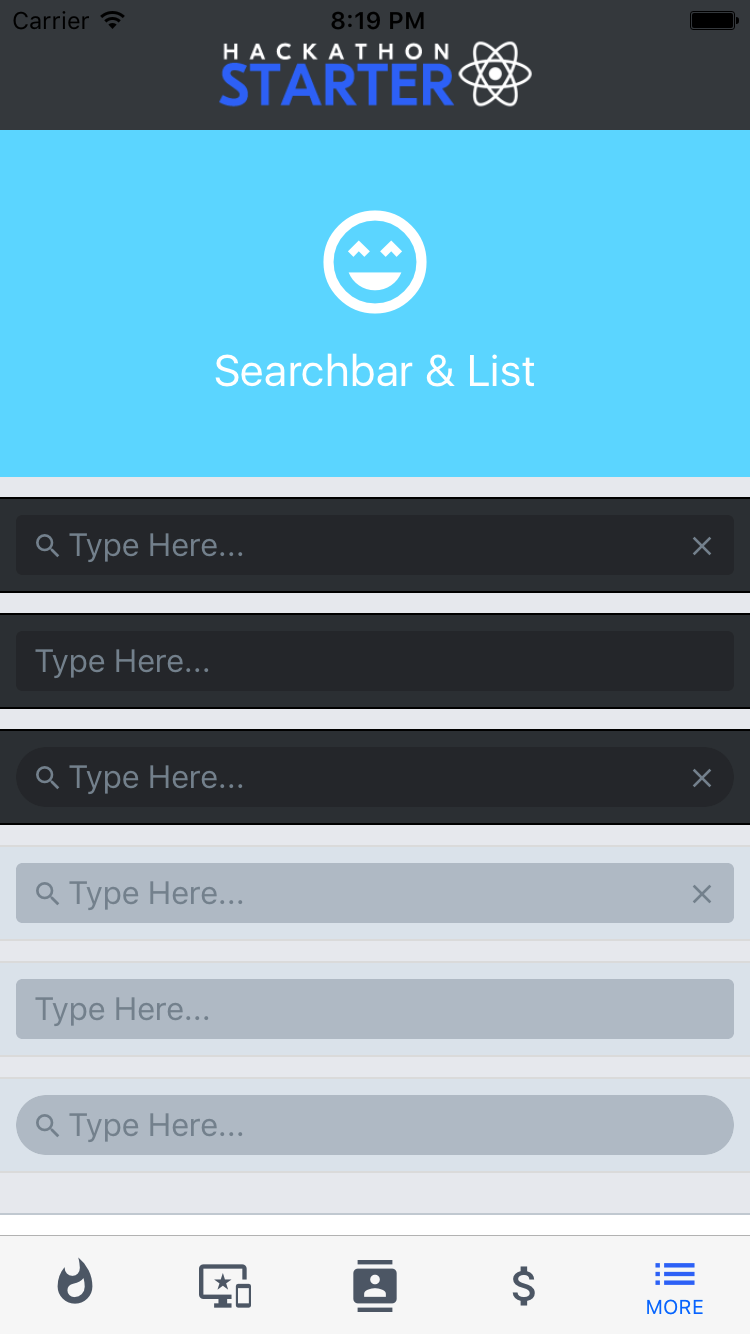 Carrier 8:19 PM
HACKATHON
STARTER
Searchbar & List
Type Here...
Type Here...
Type Here...
Type Here...
Type Here...
Type Here...
$
MORE